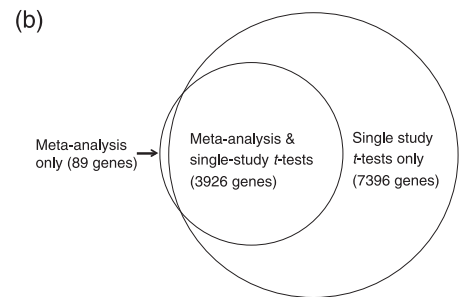 (b)
Meta-analysis
only (89 genes)
Meta-analysis &
single-study t-tests
(3926 genes)
Single study
t-tests only
(7396 genes)